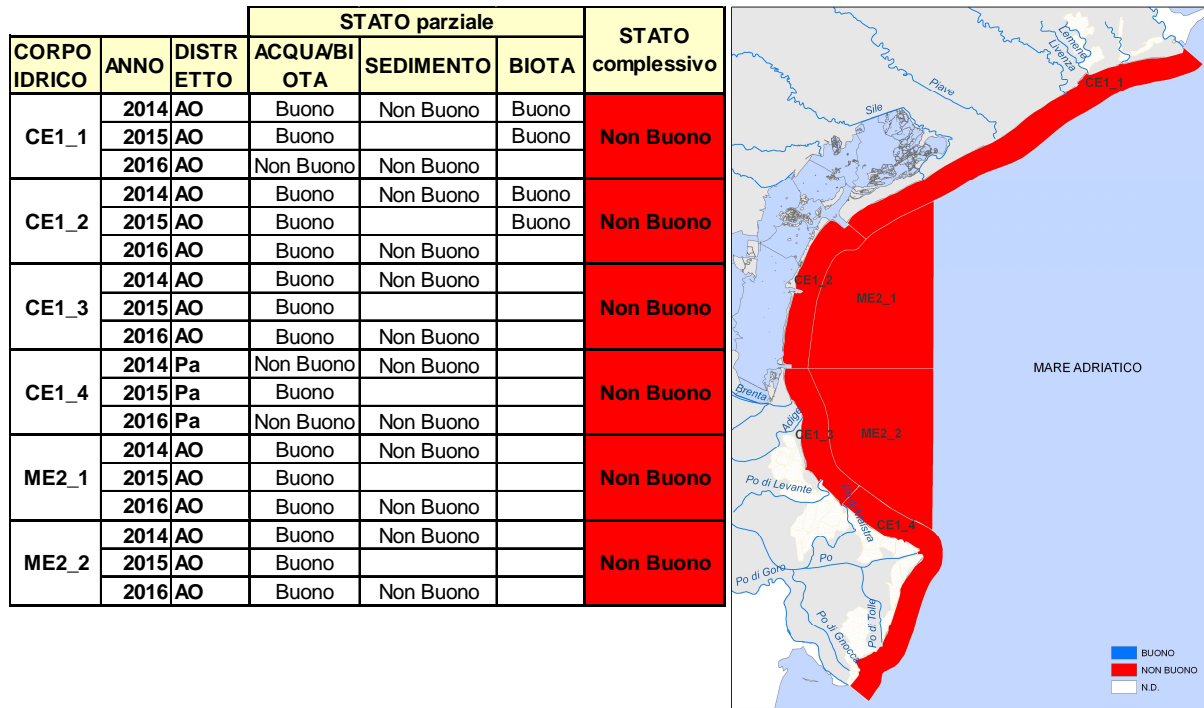 STATO parziale
STATO complessivo
CORPO IDRICO ANNO DISTR ETTO ACQUA/BI OTA SEDIMENTO BIOTA
CE1_1 Non Buono
2014 AO Buono Non Buono Buono
2015 AO Buono Buono
2016 AO Non Buono Non Buono
CE1_2 Non Buono
2014 AO Buono Non Buono Buono
2015 AO Buono Buono
2016 AO Buono Non Buono
CE1_3 Non Buono
2014 AO Buono Non Buono
2015 AO Buono
2016 AO Buono Non Buono
CE1_4 Non Buono
2014 Pa Non Buono Non Buono
2015 Pa Buono
2016 Pa Non Buono Non Buono
ME2_1 Non Buono
2014 AO Buono Non Buono
2015 AO Buono
2016 AO Buono Non Buono
ME2_2 Non Buono
2014 AO Buono Non Buono
2015 AO Buono
2016 AO Buono Non Buono
Lemene
Livenza
CE1_1
Piave
Sile
CE1_2
ME2_1
MARE ADRIATICO
Brenta
Adige
CE1_3
ME2_2
Po di Levante
Maistra
CE1_4
Po
Po di Goro
Po di Tolle
Po di Gnocca
BUONO
NON BUONO
N.D.